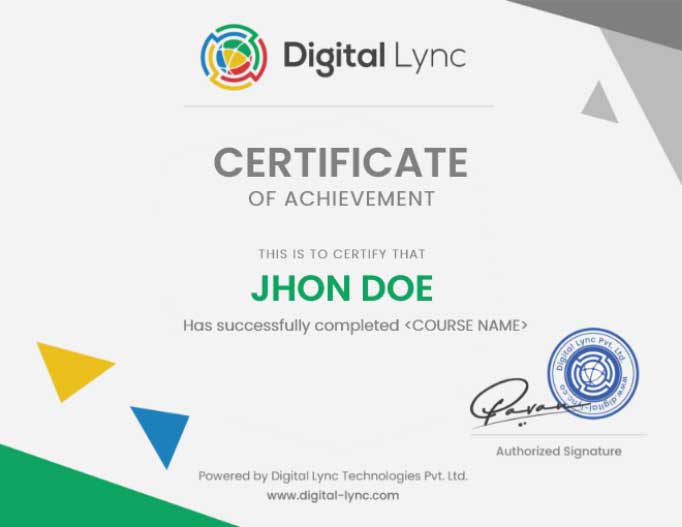 Digital Lync
CERTIFICATE
OF ACHIEVEMENT
THIS IS TO CERTIFY THAT
JHON DOE
Has successfully completed <COURSE NAME>
Digital Lync Pvt. Ltd.
www.digital-lync.co
Pavan
Authorized Signature
Powered by Digital Lync Technologies Pvt. Ltd.
www.digital-lync.com